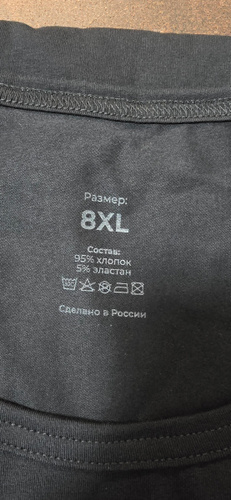 Размер:
8XL
Состав:
95% хлопок
5% эластан
Сделано в России